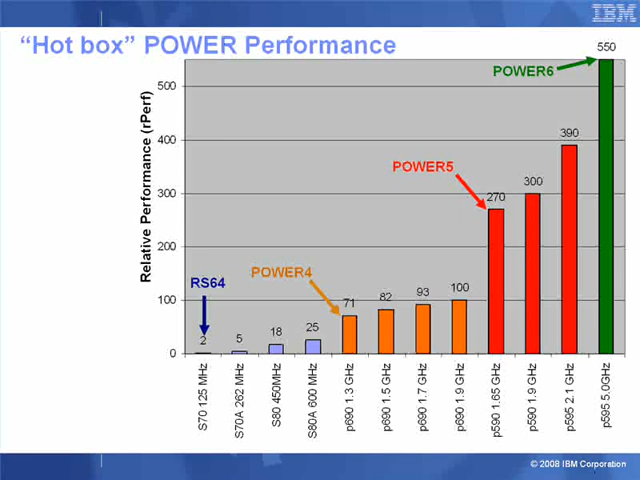 IBM
“Hot box” POWER Performance
550
POWER6
500
Relative Performance (rPerf)
400
390
POWER5
300
300
270
200
POWER4
RS64
100
100
93
82
71
25
18
5
2
0
S70 125 MHz
S70A 262 MHz
S80 450MHz
S80A 600 MHz
p690 1.3 GHz
p690 1.5 GHz
p690 1.7 GHz
p690 1.9 GHz
p590 1.65 GHz
p590 1.9 GHz
p595 2.1 GHz
p595 5.0GHz
© 2008 IBM Corporation